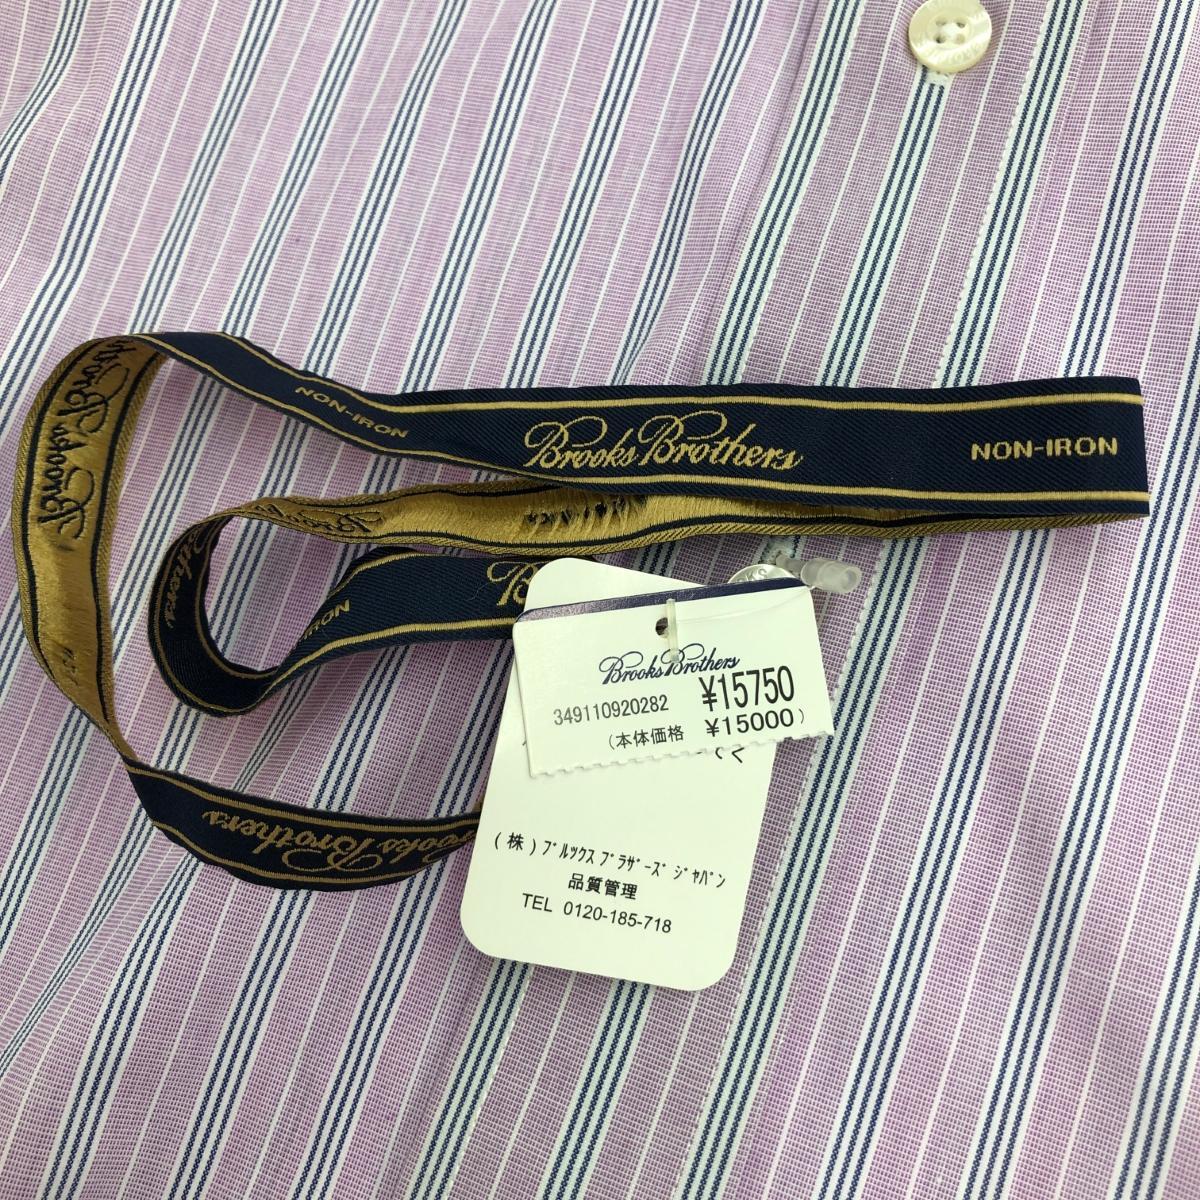 NON-IRON
Brooks Brothers
NON-IRON
Brooks Brothers
IRON
Brooks Brothers
Brooks Brothers
¥15750
349110920282
(本体価格 ¥15000)
(株)ﾌﾞﾙｯｸｽ ﾌﾞﾗｻﾞｰｽﾞ ｼﾞｬﾊﾟﾝ
品質管理
TEL 0120-185-718